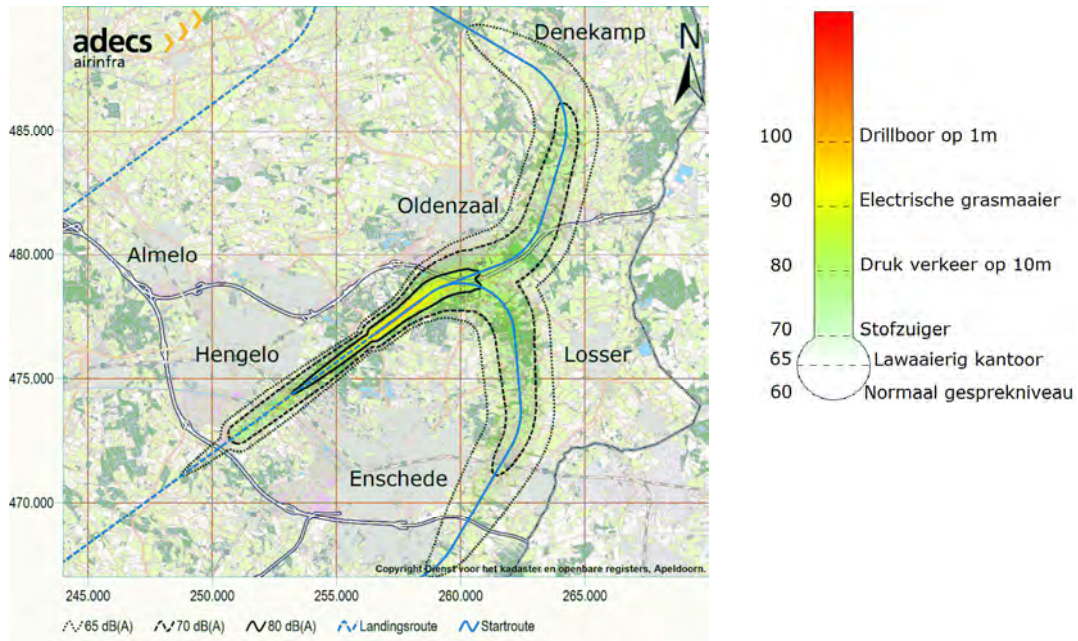 adecs
airinfra
Denekamp
N
485.000
Oldenzaal
480.000
Almelo
Hengelo
Losser
475.000
Enschede
470.000
Copyright Dienst voor het kadaster en openbare registers, Apeldoorn.
245.000 250.000 255.000 260.000 265.000
65 dB(A) 70 dB(A) 80 dB(A) Landingsroute Startroute
100 Drillboor op 1m
90 Electrische grasmaaier
80 Druk verkeer op 10m
70 Stofzuiger
65 Lawaaierig kantoor
60 Normaal gesprekniveau